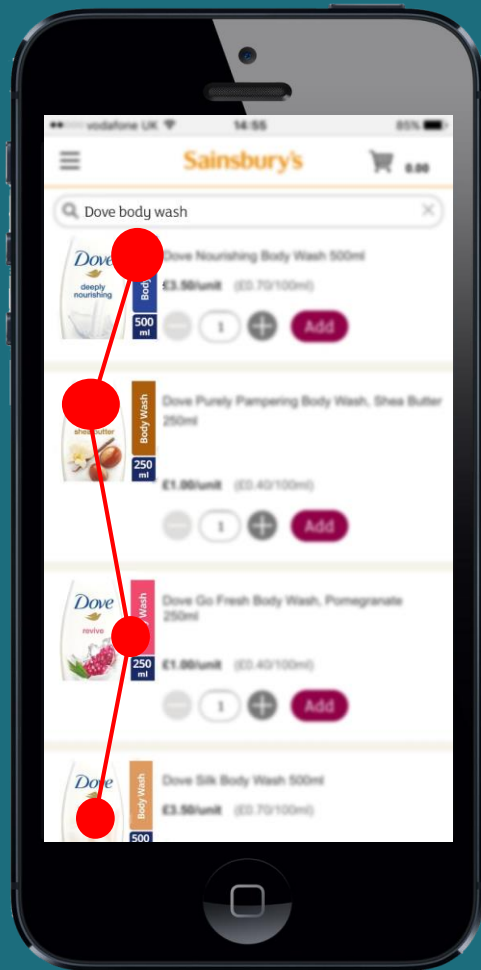 vodafone UK 14:55 85%
Sainsbury's 0.00
Dove body wash
Dove
deeply
nourishing
Body
500
ml
Dove Nourishing Body Wash 500ml
£3.50/unit (£0.70/100ml)
1 Add
shea butter
Body Wash
250
ml
Dove Purely Pampering Body Wash, Shea Butter
250ml
£1.00/unit (£0.40/100ml)
1 Add
Dove
revive
Wash
250
ml
Dove Go Fresh Body Wash, Pomegranate
250ml
£1.00/unit (£0.40/100ml)
1 Add
Dove
Body Wash
500
Dove Silk Body Wash 500ml
£3.50/unit (£0.70/100ml)